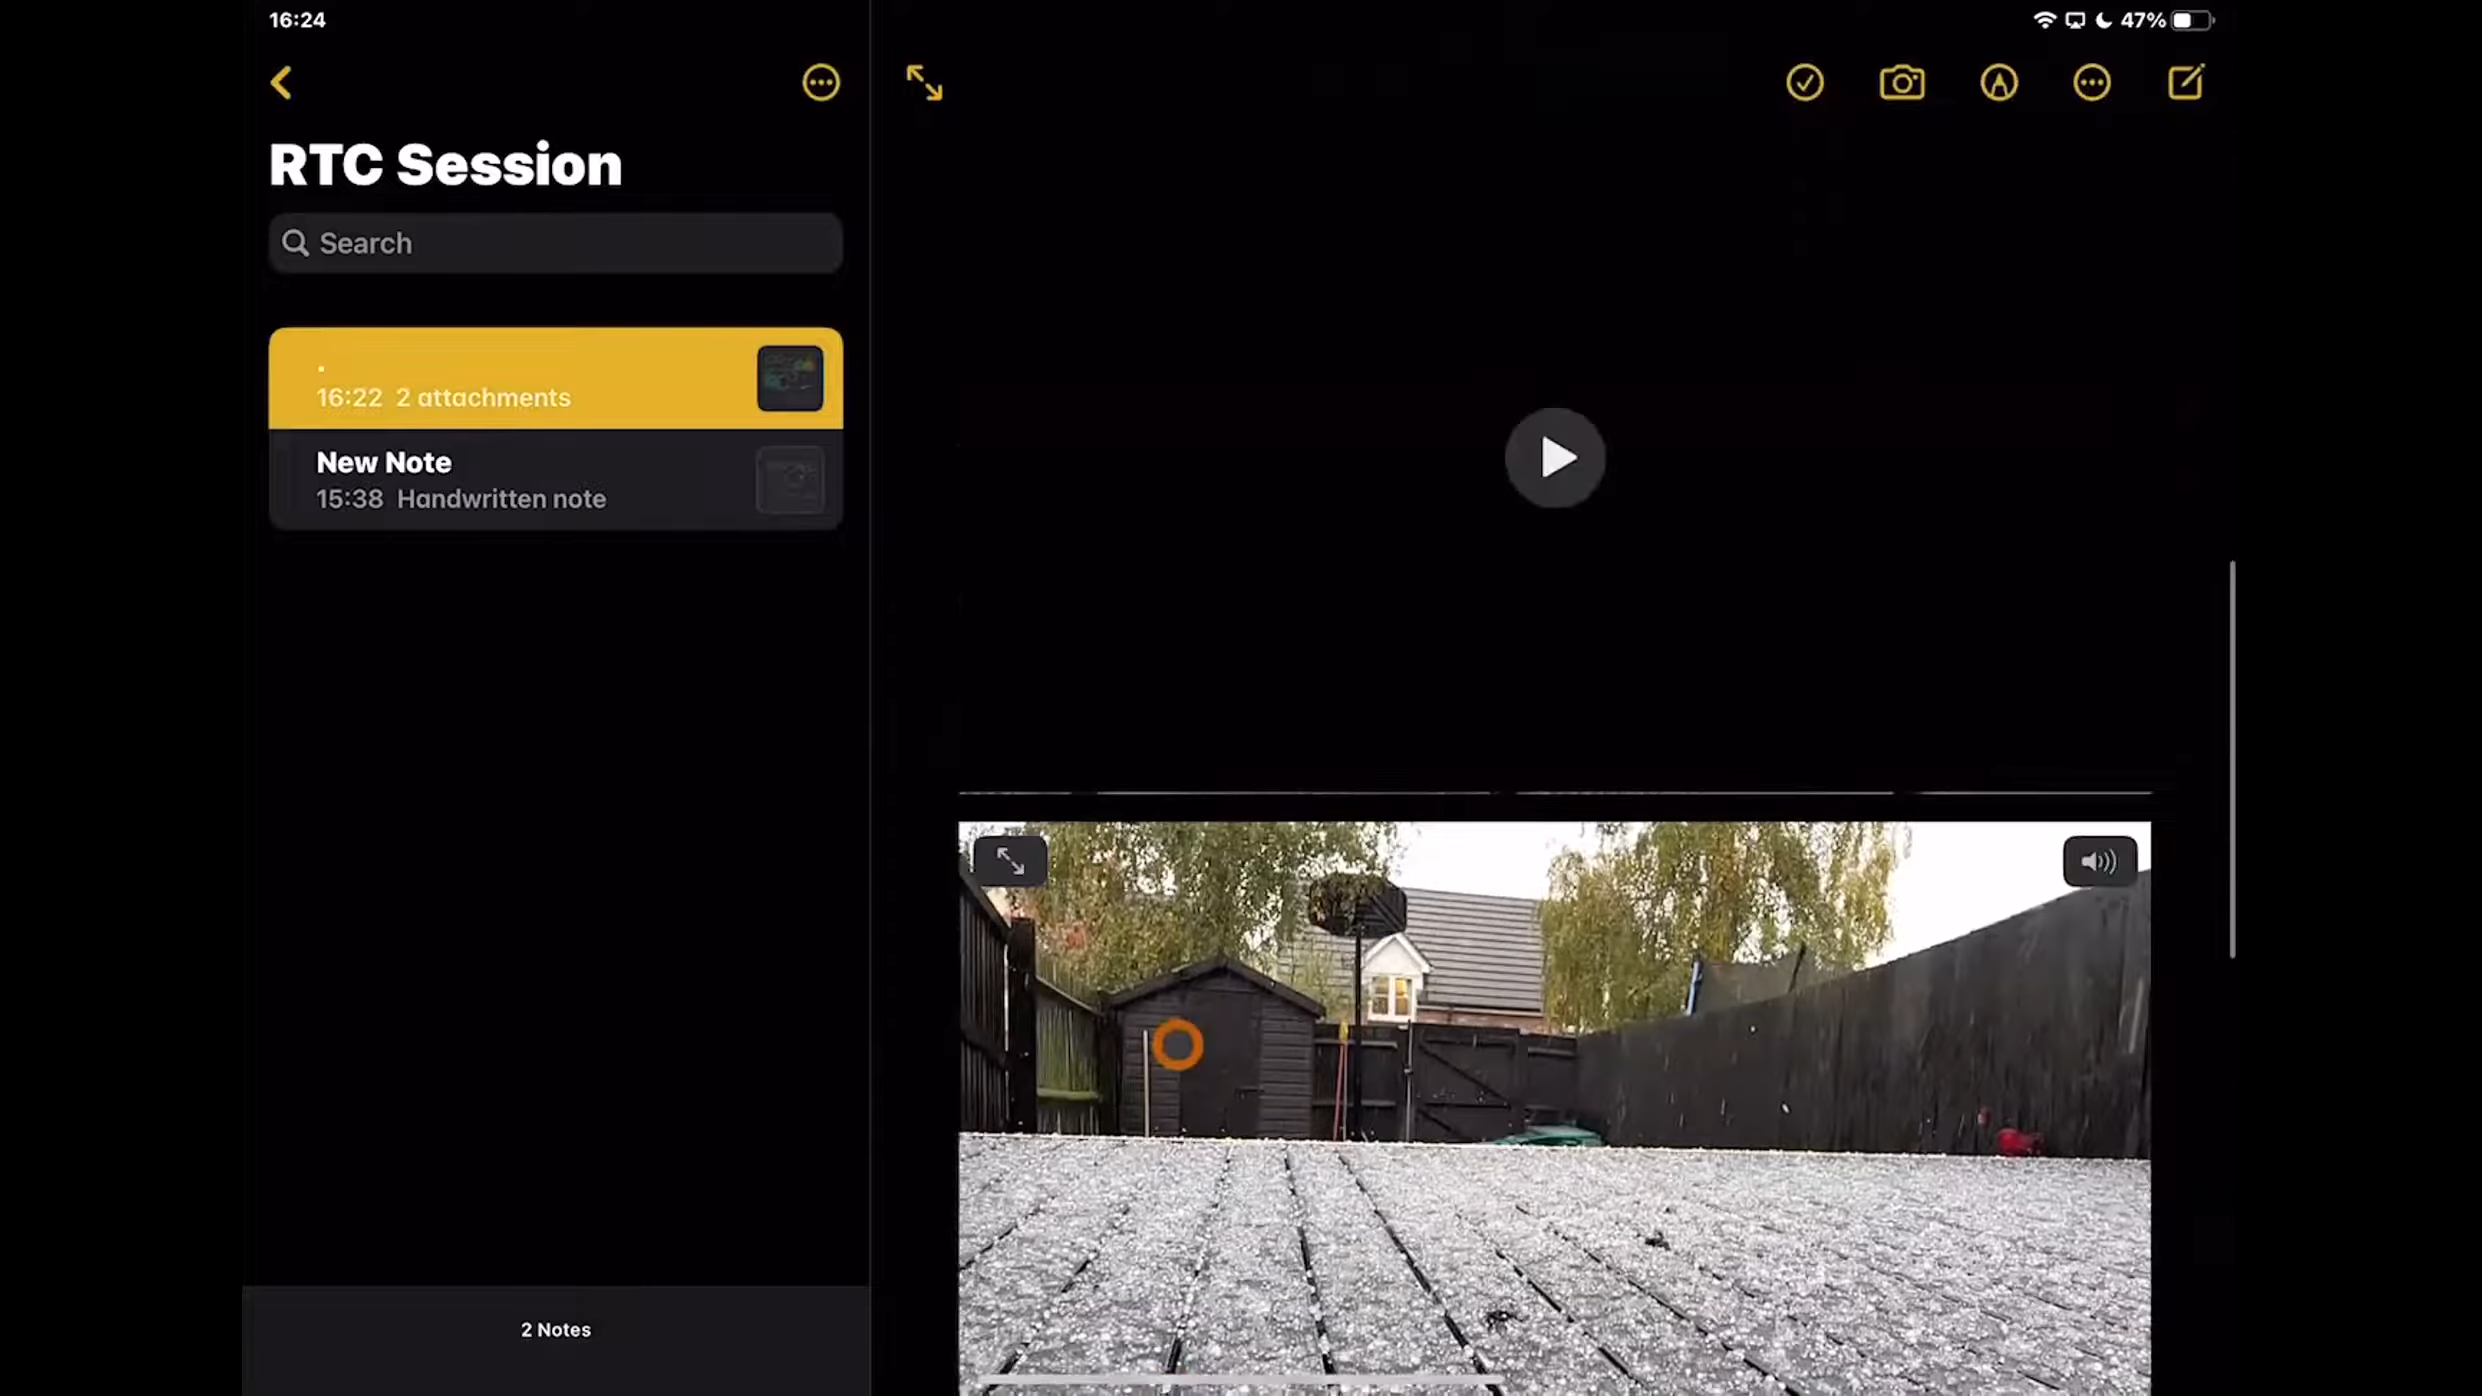 16:24
47%
RTC Session
Search
.
16:22 2 attachments
New Note
15:38 Handwritten note
2 Notes